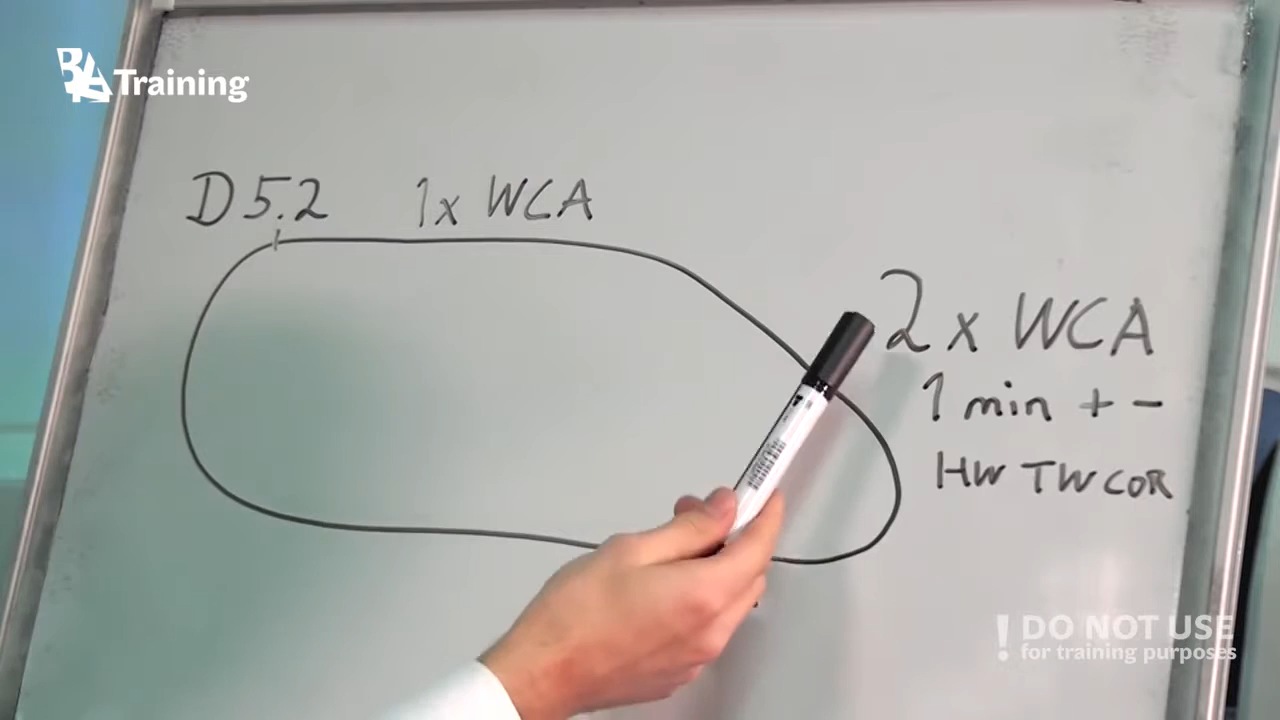 BAA Training
D 5.2 1x WCA
2 x WCA
1 min + -
HW TW COR
! DO NOT USE
for training purposes